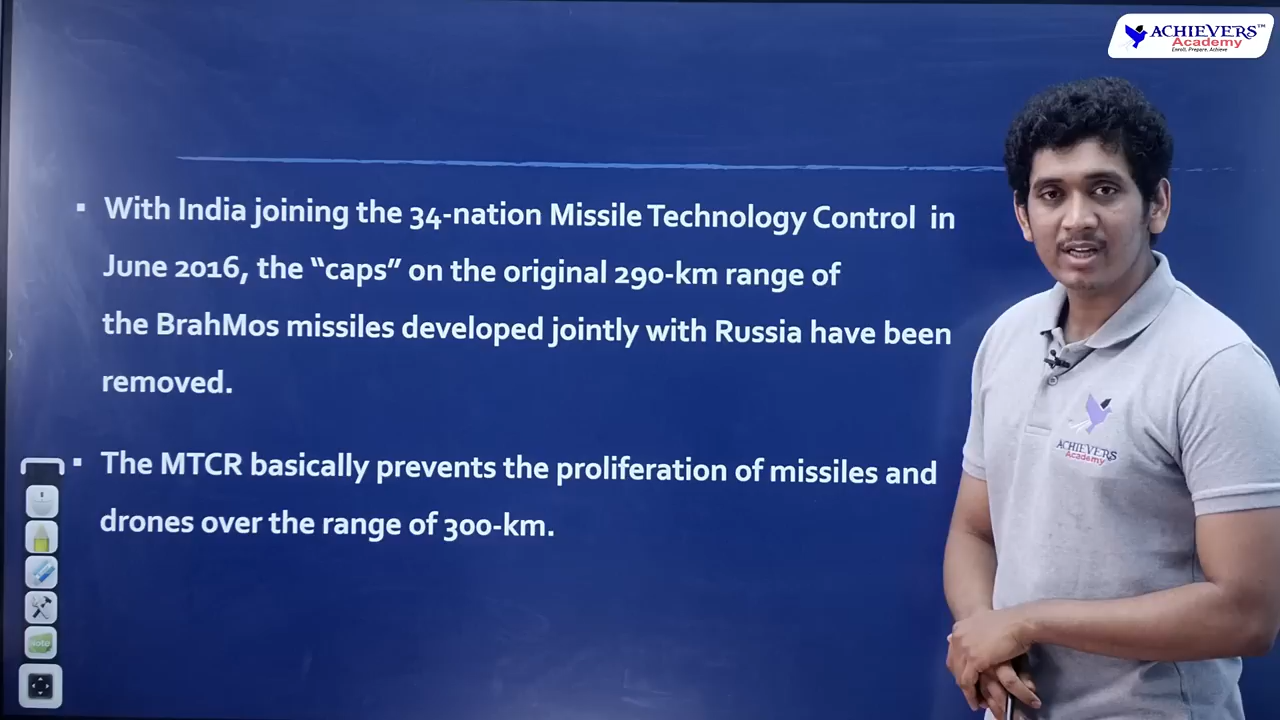 ACHIEVERS™
Academy
Enroll, Prepare, Achieve
With India joining the 34-nation Missile Technology Control in
June 2016, the “caps” on the original 290-km range of
the BrahMos missiles developed jointly with Russia have been
removed.
The MTCR basically prevents the proliferation of missiles and
drones over the range of 300-km.
ACHIEVERS
Academy